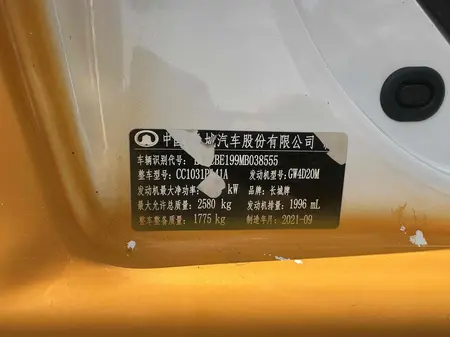 中国 汽车股份有限公司
车辆识别代号: BE199MB038555
整车型号: CC1031P 4JA 发动机型号: GW4D20M
发动机最大净功率: kW 品牌: 长城牌
最大允许总质量: 2580 kg 发动机排量: 1996 mL
整车整备质量: 1775 kg 制造年月: 2021-09